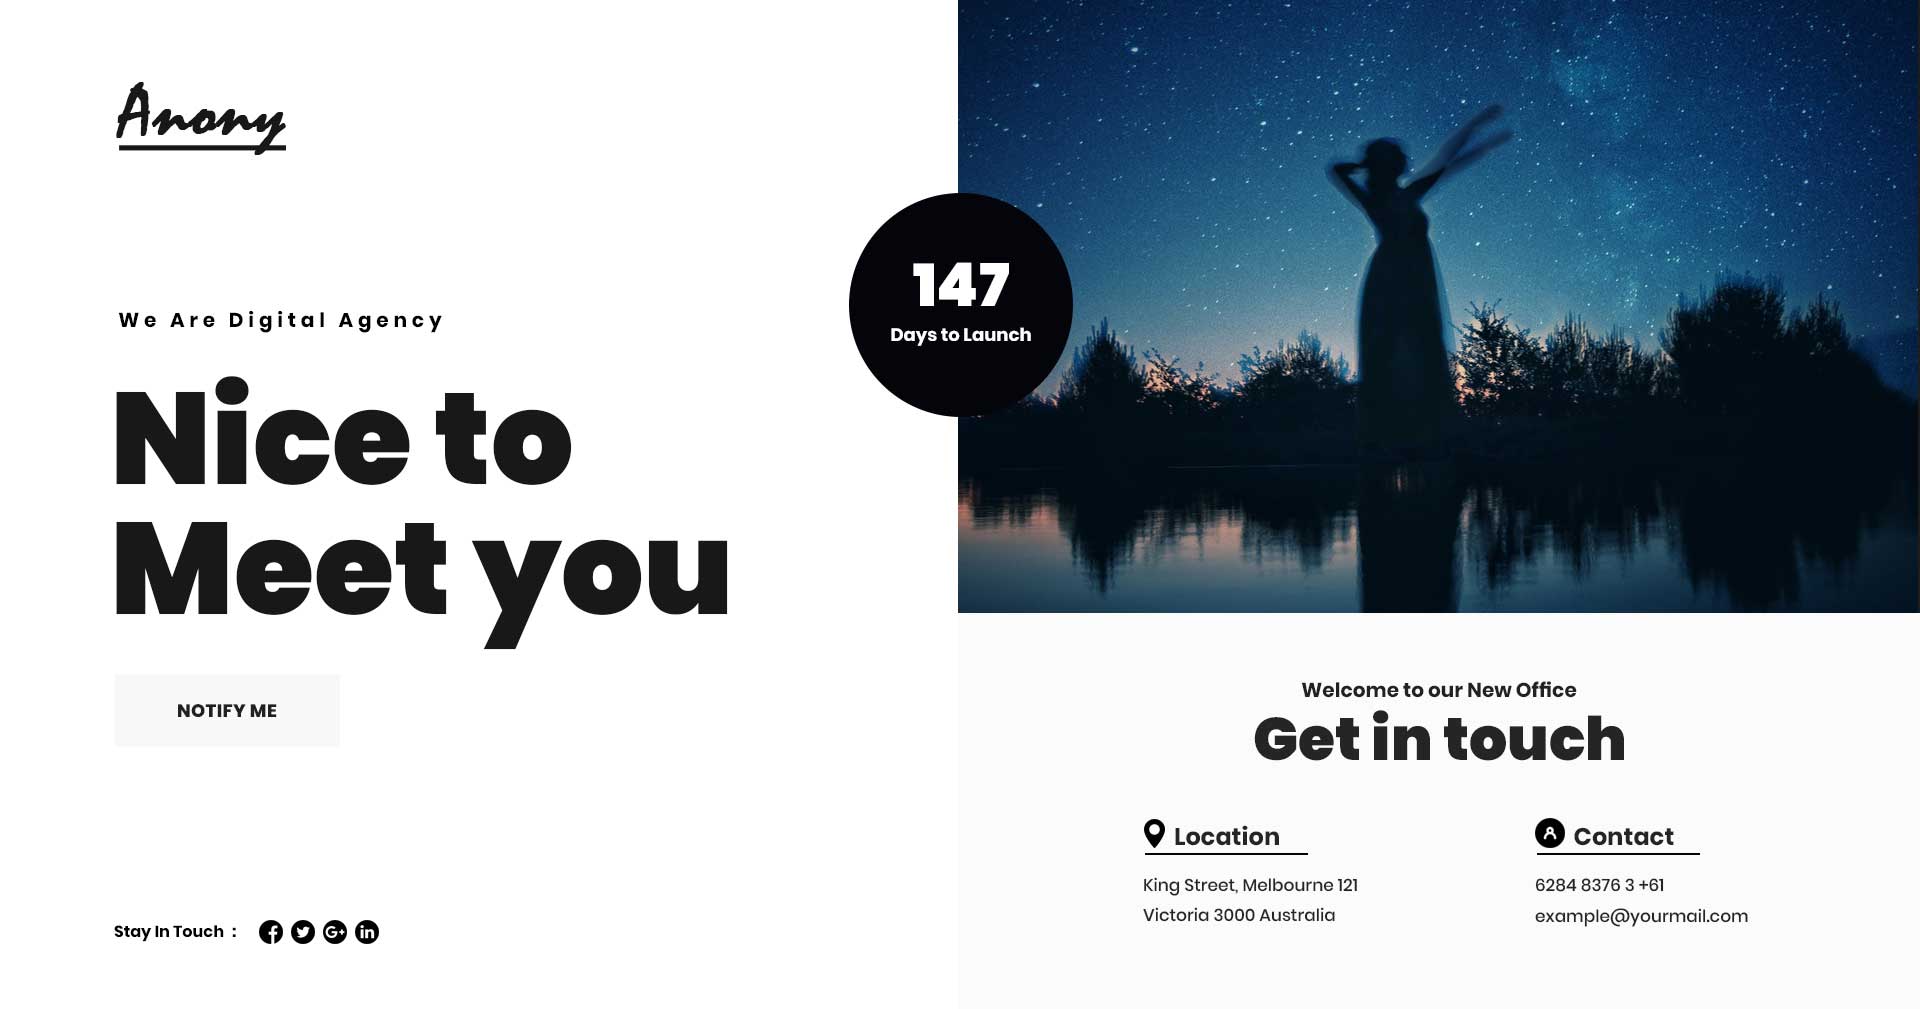 Anony
We Are Digital Agency
Nice to
Meet you
NOTIFY ME
Stay In Touch :
147
Days to Launch
Welcome to our New Office
Get in touch
Location
King Street, Melbourne 121
Victoria 3000 Australia
Contact
6284 8376 3 +61
example@yourmail.com